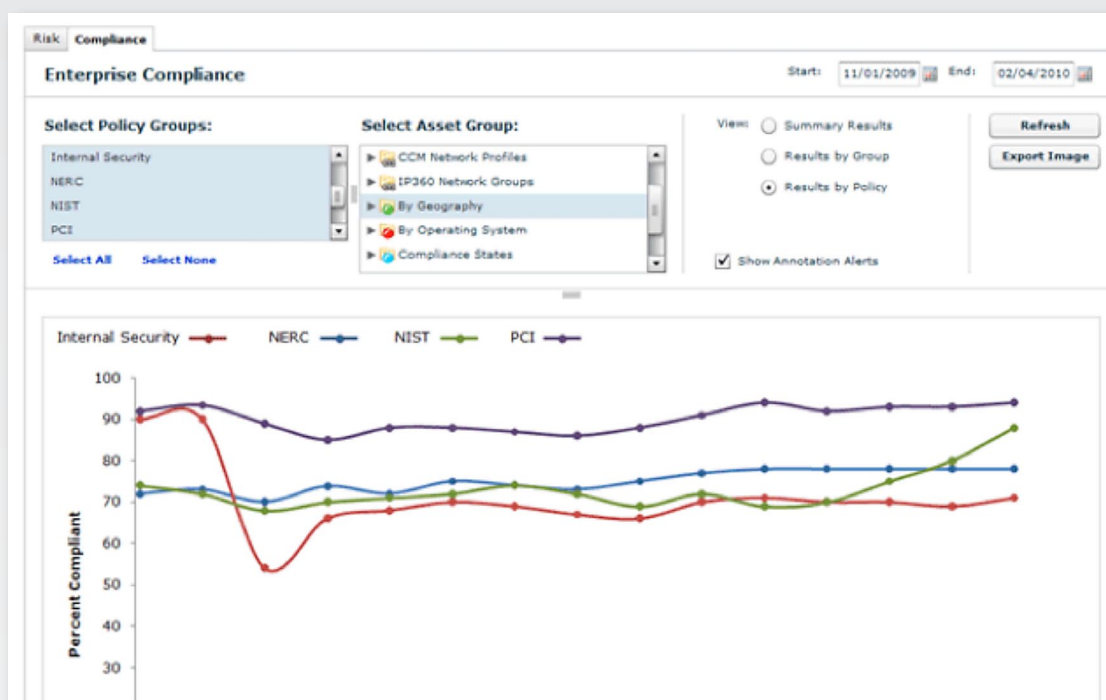 Risk Compliance
Enterprise Compliance
Start: 11/01/2009 End: 02/04/2010
Select Policy Groups:
Internal Security
NERC
NIST
PCI
Select All Select None
Select Asset Group:
CCM Network Profiles
IP360 Network Groups
By Geography
By Operating System
Compliance States
View: Summary Results
Results by Group
Results by Policy
Show Annotation Alerts
Refresh
Export Image
Internal Security NERC NIST PCI
Percent Compliant
100
90
80
70
60
50
40
30